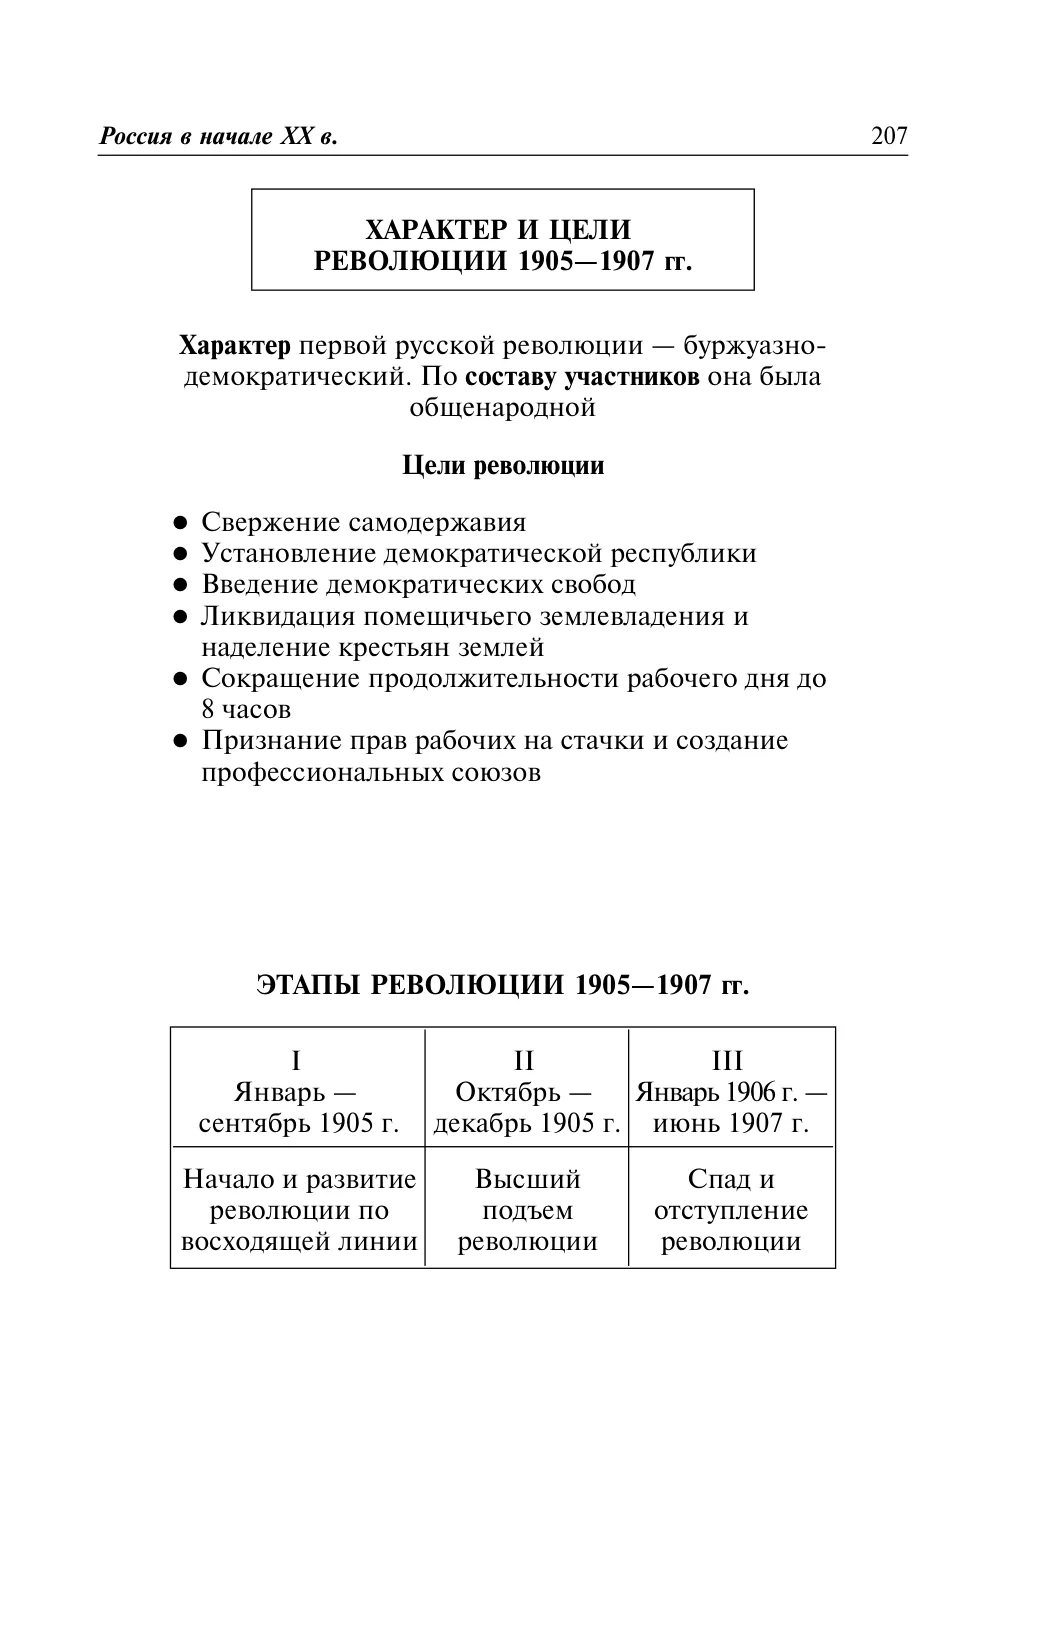 Россия в начале XX в. 207
ХАРАКТЕР И ЦЕЛИ
РЕВОЛЮЦИИ 1905—1907 гг.
Характер первой русской революции — буржуазно-
демократический. По составу участников она была
общенародной
Цели революции
● Свержение самодержавия
● Установление демократической республики
● Введение демократических свобод
● Ликвидация помещичьего землевладения и
наделение крестьян землей
● Сокращение продолжительности рабочего дня до
8 часов
● Признание прав рабочих на стачки и создание
профессиональных союзов
ЭТАПЫ РЕВОЛЮЦИИ 1905—1907 гг.
I
Январь —
сентябрь 1905 г.
II
Октябрь —
декабрь 1905 г.
III
Январь 1906 г. —
июнь 1907 г.
Начало и развитие
революции по
восходящей линии
Высший
подъем
революции
Спад и
отступление
революции